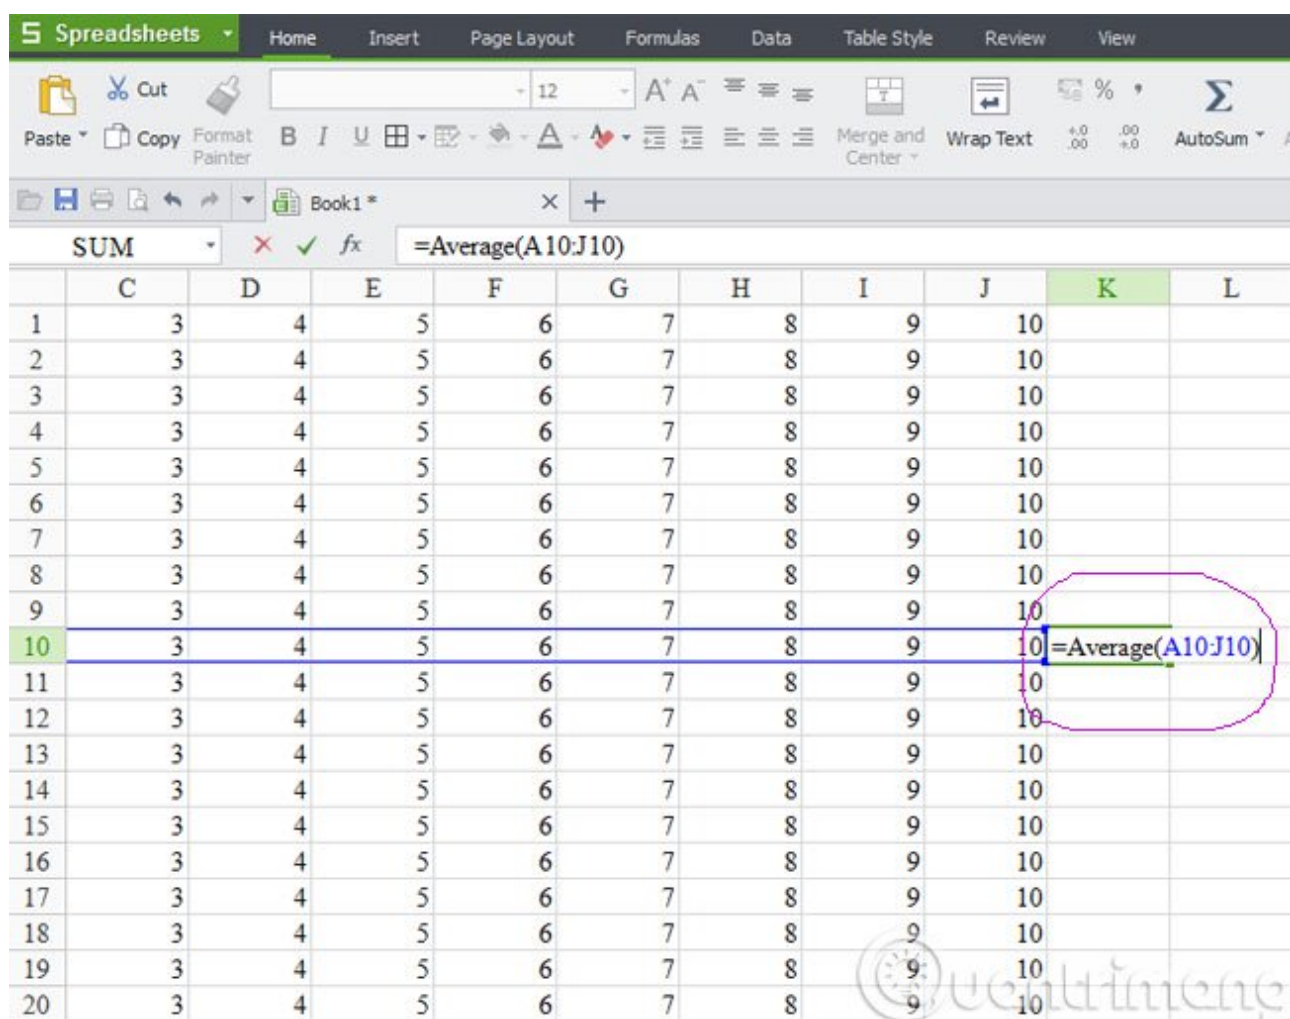 S Spreadsheets Home Insert Page Layout Formulas Data Table Style Review View
Cut 12 A+ A- % ,
Paste Copy Format Painter B I U A Merge and Center Wrap Text +.0 .00 .00 +.0 AutoSum
Book1 *
SUM fx =Average(A10:J10)
C D E F G H I J K L
1 3 4 5 6 7 8 9 10
2 3 4 5 6 7 8 9 10
3 3 4 5 6 7 8 9 10
4 3 4 5 6 7 8 9 10
5 3 4 5 6 7 8 9 10
6 3 4 5 6 7 8 9 10
7 3 4 5 6 7 8 9 10
8 3 4 5 6 7 8 9 10
9 3 4 5 6 7 8 9 10
10 3 4 5 6 7 8 9 10 =Average(A10:J10)
11 3 4 5 6 7 8 9 10
12 3 4 5 6 7 8 9 10
13 3 4 5 6 7 8 9 10
14 3 4 5 6 7 8 9 10
15 3 4 5 6 7 8 9 10
16 3 4 5 6 7 8 9 10
17 3 4 5 6 7 8 9 10
18 3 4 5 6 7 8 9 10
19 3 4 5 6 7 8 9 10
20 3 4 5 6 7 8 9 10
Quantrimang